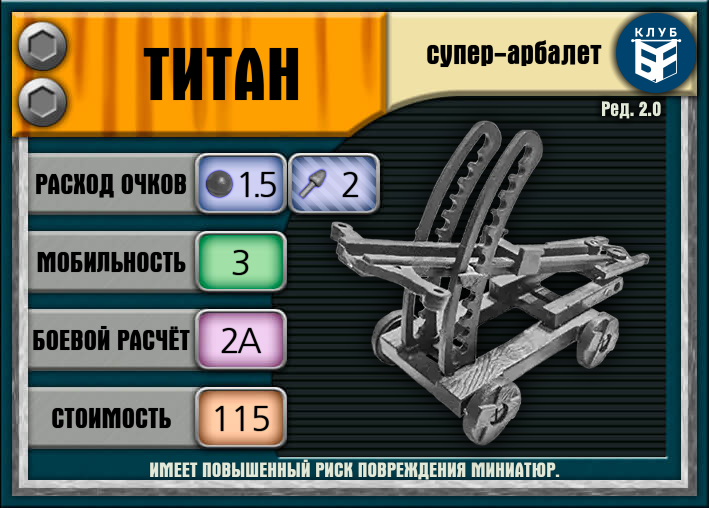 ТИТАН
супер-арбалет
КЛУБ
Ред. 2.0
РАСХОД ОЧКОВ 1.5 2
МОБИЛЬНОСТЬ 3
БОЕВОЙ РАСЧЁТ 2А
СТОИМОСТЬ 115
ИМЕЕТ ПОВЫШЕННЫЙ РИСК ПОВРЕЖДЕНИЯ МИНИАТЮР.